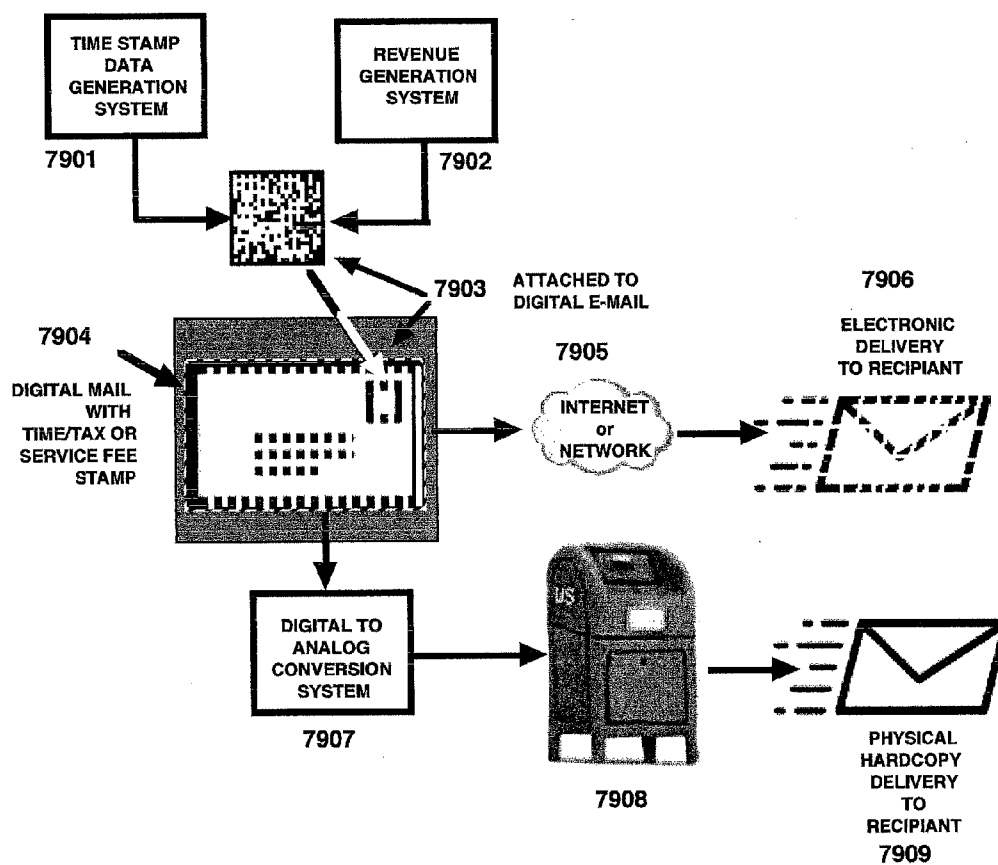 TIME STAMP
DATA
GENERATION
SYSTEM
7901
REVENUE
GENERATION
SYSTEM
7902
7903
ATTACHED TO
DIGITAL E-MAIL
7904
DIGITAL MAIL
WITH
TIME/TAX OR
SERVICE FEE
STAMP
7905
INTERNET
or
NETWORK
7906
ELECTRONIC
DELIVERY
TO RECIPIANT
DIGITAL TO
ANALOG
CONVERSION
SYSTEM
7907
US
7908
PHYSICAL
HARDCOPY
DELIVERY
TO
RECIPIANT
7909